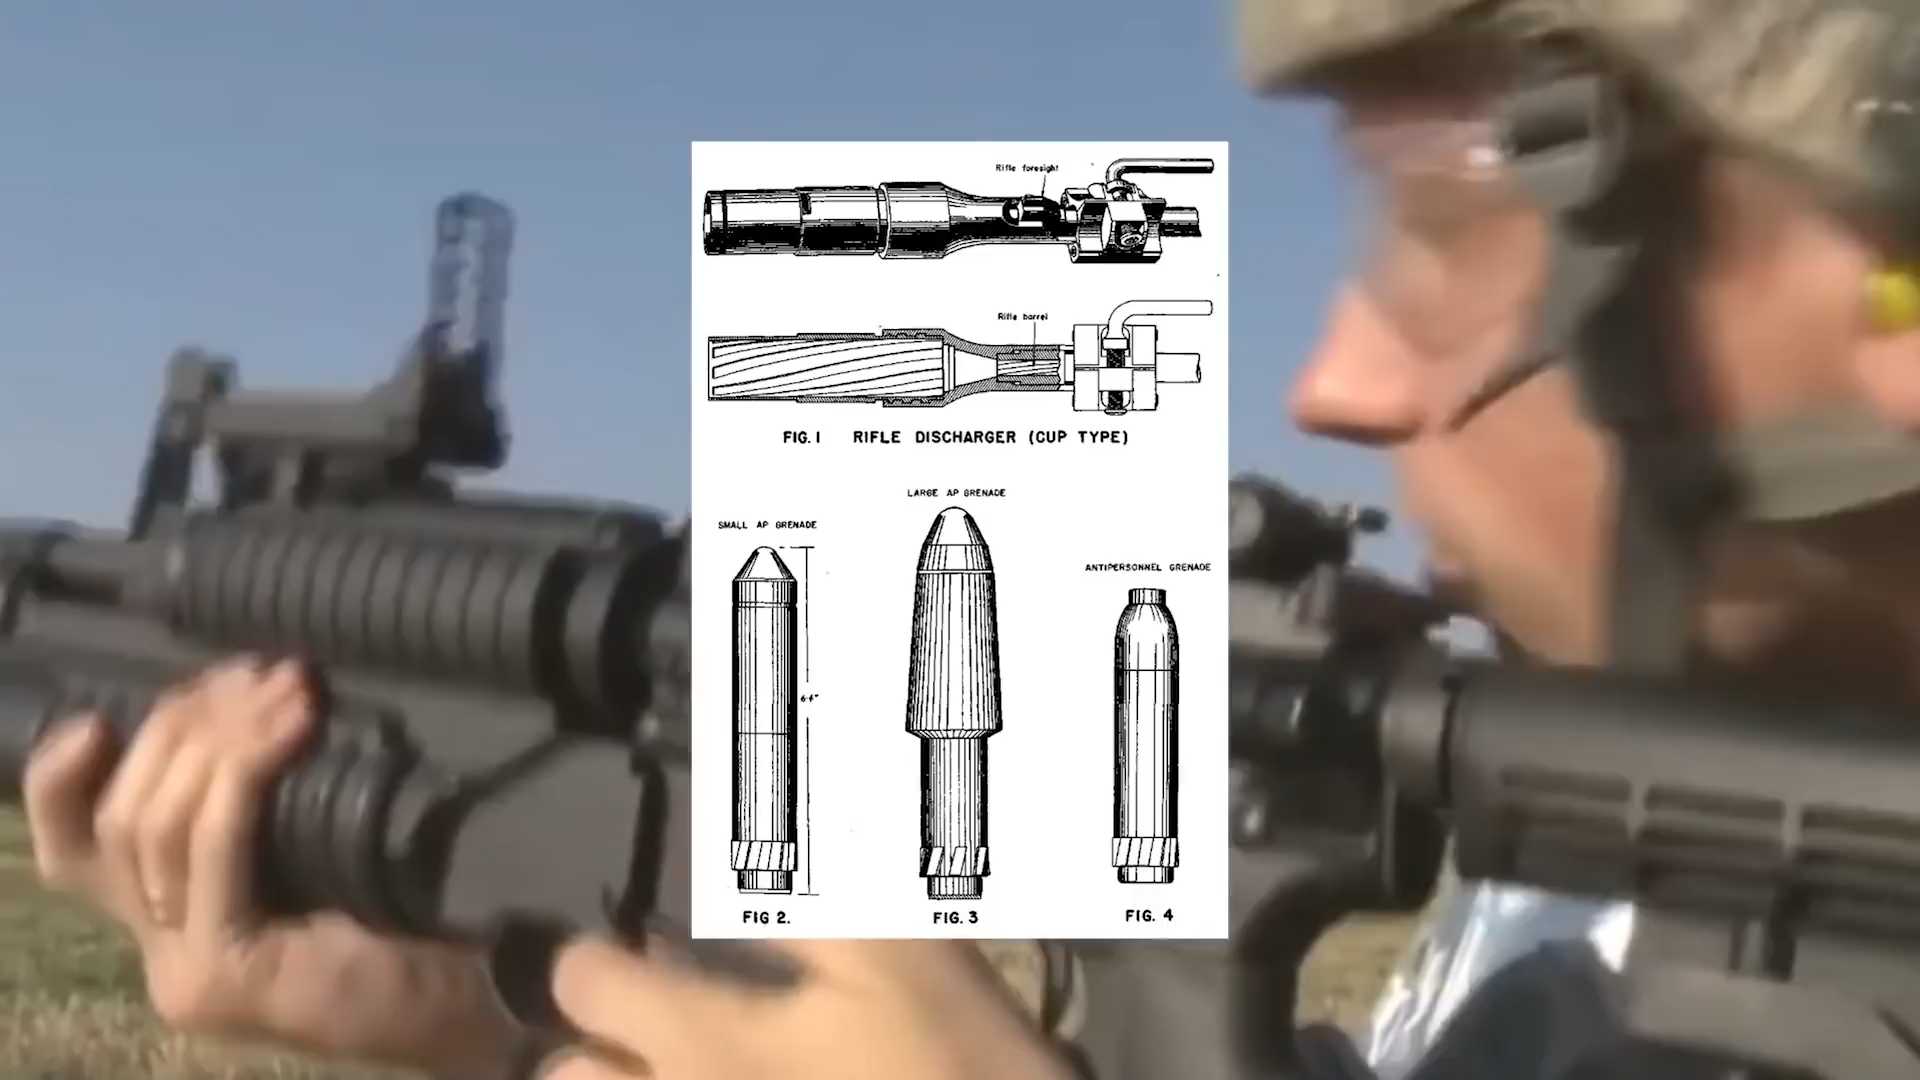 Rifle foresight
Rifle barrel
FIG. 1 RIFLE DISCHARGER (CUP TYPE)
LARGE AP GRENADE
SMALL AP GRENADE
ANTIPERSONNEL GRENADE
6·4"
FIG 2.
FIG. 3
FIG. 4